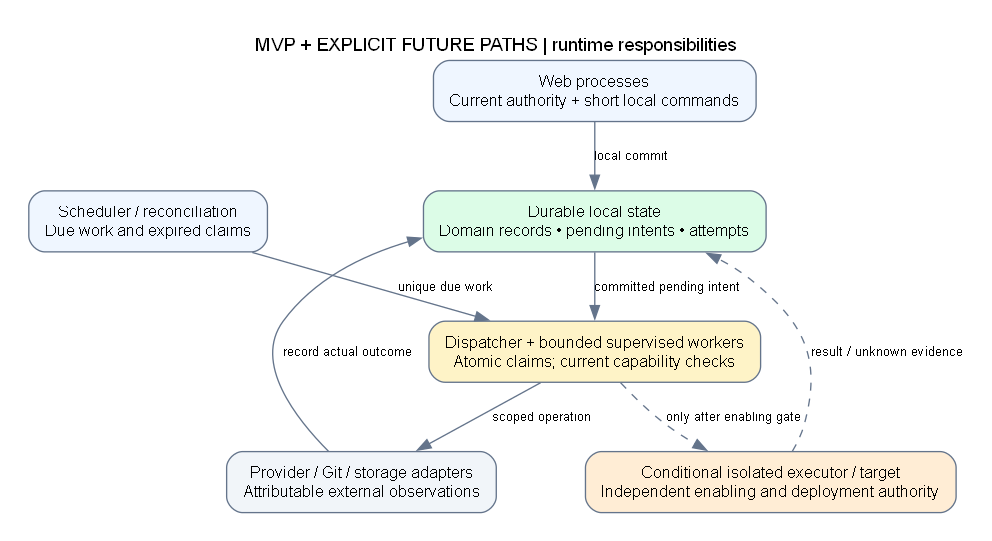 MVP + EXPLICIT FUTURE PATHS | runtime responsibilities
Web processes
Current authority + short local commands
local commit
Scheduler / reconciliation
Due work and expired claims
Durable local state
Domain records • pending intents • attempts
unique due work
committed pending intent
Dispatcher + bounded supervised workers
Atomic claims; current capability checks
record actual outcome
result / unknown evidence
scoped operation
only after enabling gate
Provider / Git / storage adapters
Attributable external observations
Conditional isolated executor / target
Independent enabling and deployment authority